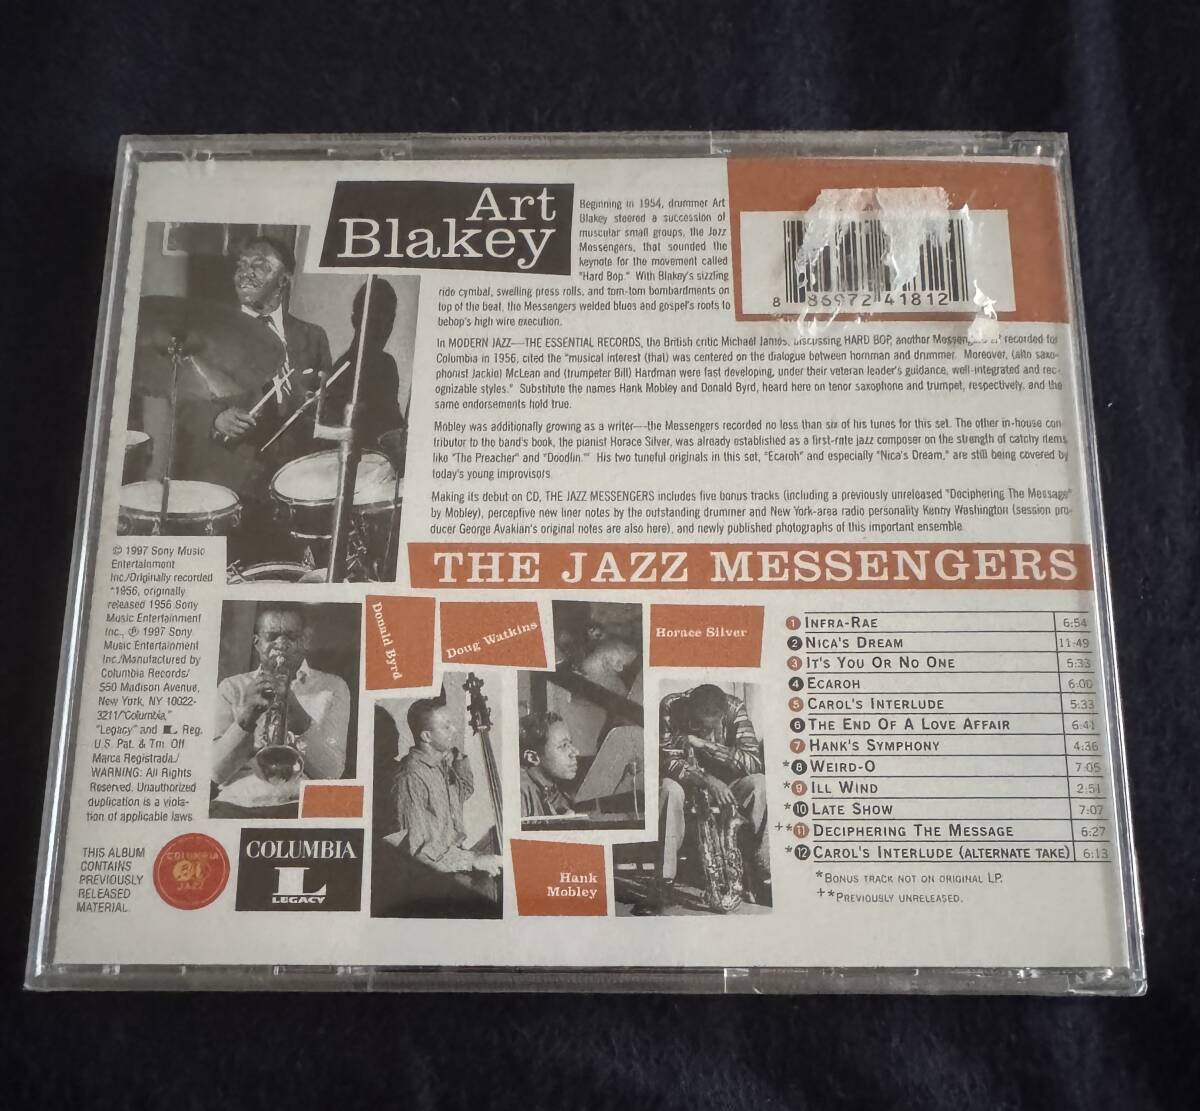 Art
Blakey
Beginning in 1954, drummer Art
Blakey steered a succession of
muscular small groups, the Jazz
Messengers, that sounded the
keynote for the movement called
"Hard Bop." With Blakey's sizzling
ride cymbal, swelling press rolls, and tom-tom bombardments on
top of the beat, the Messengers welded blues and gospel's roots to
bebop's high wire execution.
8 86972 41812
In MODERN JAZZ—THE ESSENTIAL RECORDS, the British critic Michael James, discussing HARD BOP, another recorded for
Columbia in 1956, cited the "musical interest (that) was centered on the dialogue between hornman and drummer. Moreover, (alto saxo-
phonist Jackie) McLean and (trumpeter Bill) Hardman were fast developing, under their veteran leader's guidance, well-integrated and rec-
ognizable styles." Substitute the names Hank Mobley and Donald Byrd, heard here on tenor saxophone and trumpet, respectively, and the
same endorsements hold true.
Mobley was additionally growing as a writer—the Messengers recorded no less than six of his tunes for this set. The other in-house con-
tributor to the band's book, the pianist Horace Silver, was already established as a first-rate jazz composer on the strength of catchy items
like "The Preacher" and "Doodlin.'" His two tuneful originals in this set, "Ecaroh" and especially "Nica's Dream," are still being covered by
today's young improvisors
Making its debut on CD, THE JAZZ MESSENGERS includes five bonus tracks (including a previously unreleased "Deciphering The Message"
by Mobley), perceptive new liner notes by the outstanding drummer and New York-area radio personality Kenny Washington (session pro-
ducer George Avakian's original notes are also here), and newly published photographs of this important ensemble.
THE JAZZ MESSENGERS
© 1997 Sony Music
Entertainment
Inc./Originally recorded
*1956, originally
released 1956 Sony
Music Entertainment
Inc., ℗ 1997 Sony
Music Entertainment
Inc./Manufactured by
Columbia Records/
550 Madison Avenue,
New York, NY 10022-
3211/"Columbia,"
"Legacy" and L Reg.
U.S. Pat. & Tm. Off
Marca Registrada./
WARNING: All Rights
Reserved. Unauthorized
duplication is a viola-
tion of applicable laws
THIS ALBUM
CONTAINS
PREVIOUSLY
RELEASED
MATERIAL.
COLUMBIA
JAZZ
COLUMBIA
L
LEGACY
Donald Byrd
Doug Watkins
Horace Silver
Hank
Mobley
1 INFRA-RAE 6:54
2 NICA'S DREAM 11:49
3 IT'S YOU OR NO ONE 5:33
4 ECAROH 6:00
5 CAROL'S INTERLUDE 5:33
6 THE END OF A LOVE AFFAIR 6:41
7 HANK'S SYMPHONY 4:36
*8 WEIRD-O 7:05
*9 ILL WIND 2:51
*10 LATE SHOW 7:07
+*11 DECIPHERING THE MESSAGE 6:27
*12 CAROL'S INTERLUDE (ALTERNATE TAKE) 6:13
*BONUS TRACK NOT ON ORIGINAL LP.
+*PREVIOUSLY UNRELEASED.